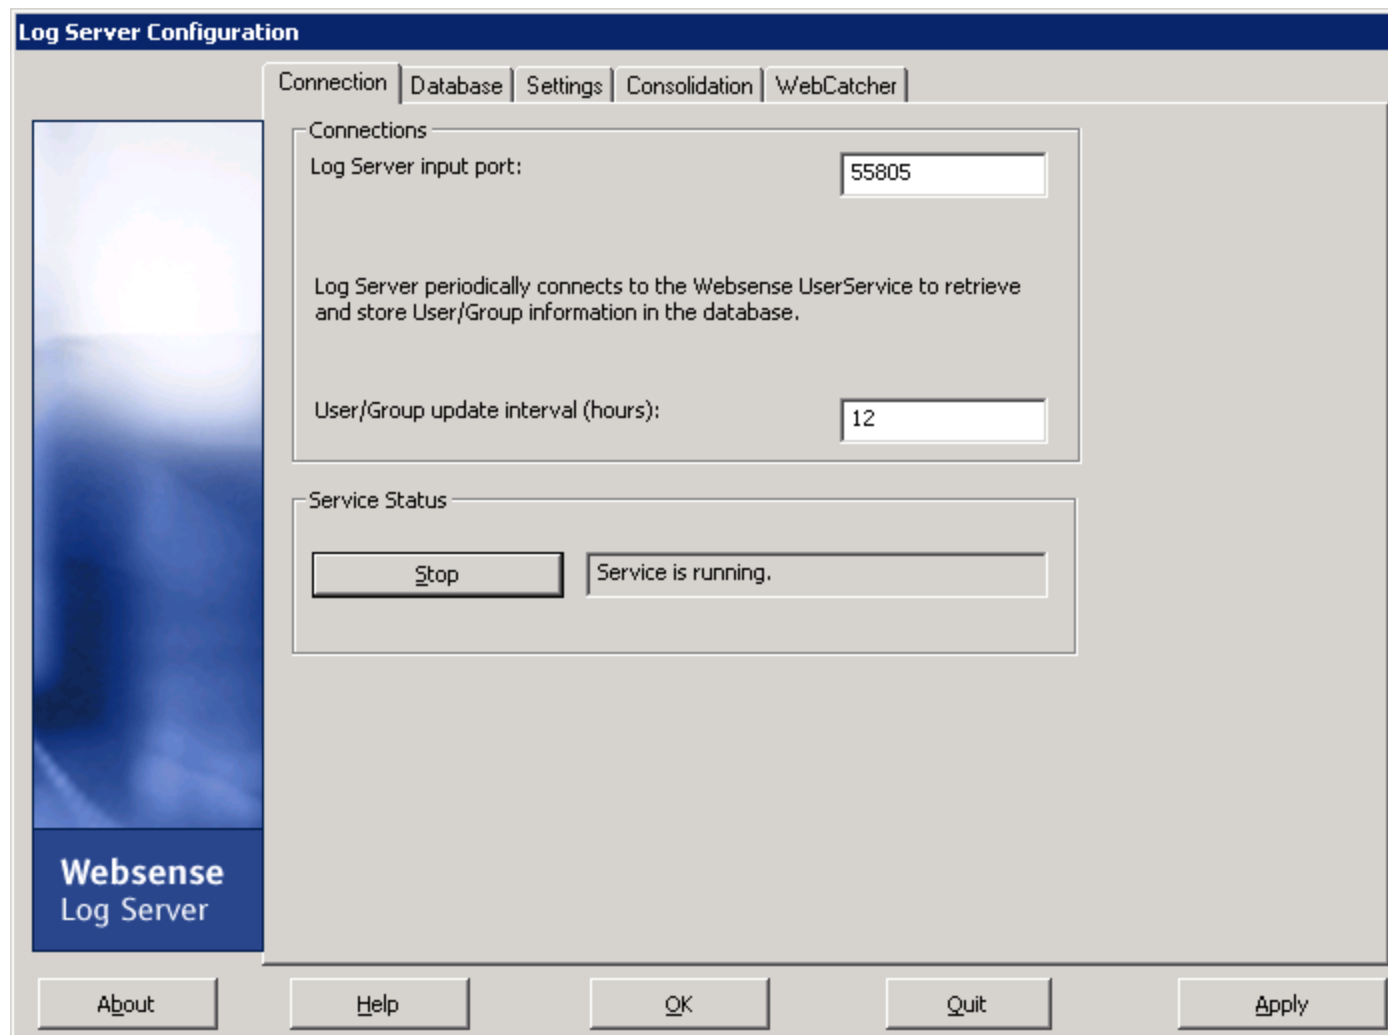 Log Server Configuration
Connection Database Settings Consolidation WebCatcher
Connections
Log Server input port: 55805
Log Server periodically connects to the Websense UserService to retrieve
and store User/Group information in the database.
User/Group update interval (hours): 12
Service Status
Stop Service is running.
Websense
Log Server
About Help OK Quit Apply